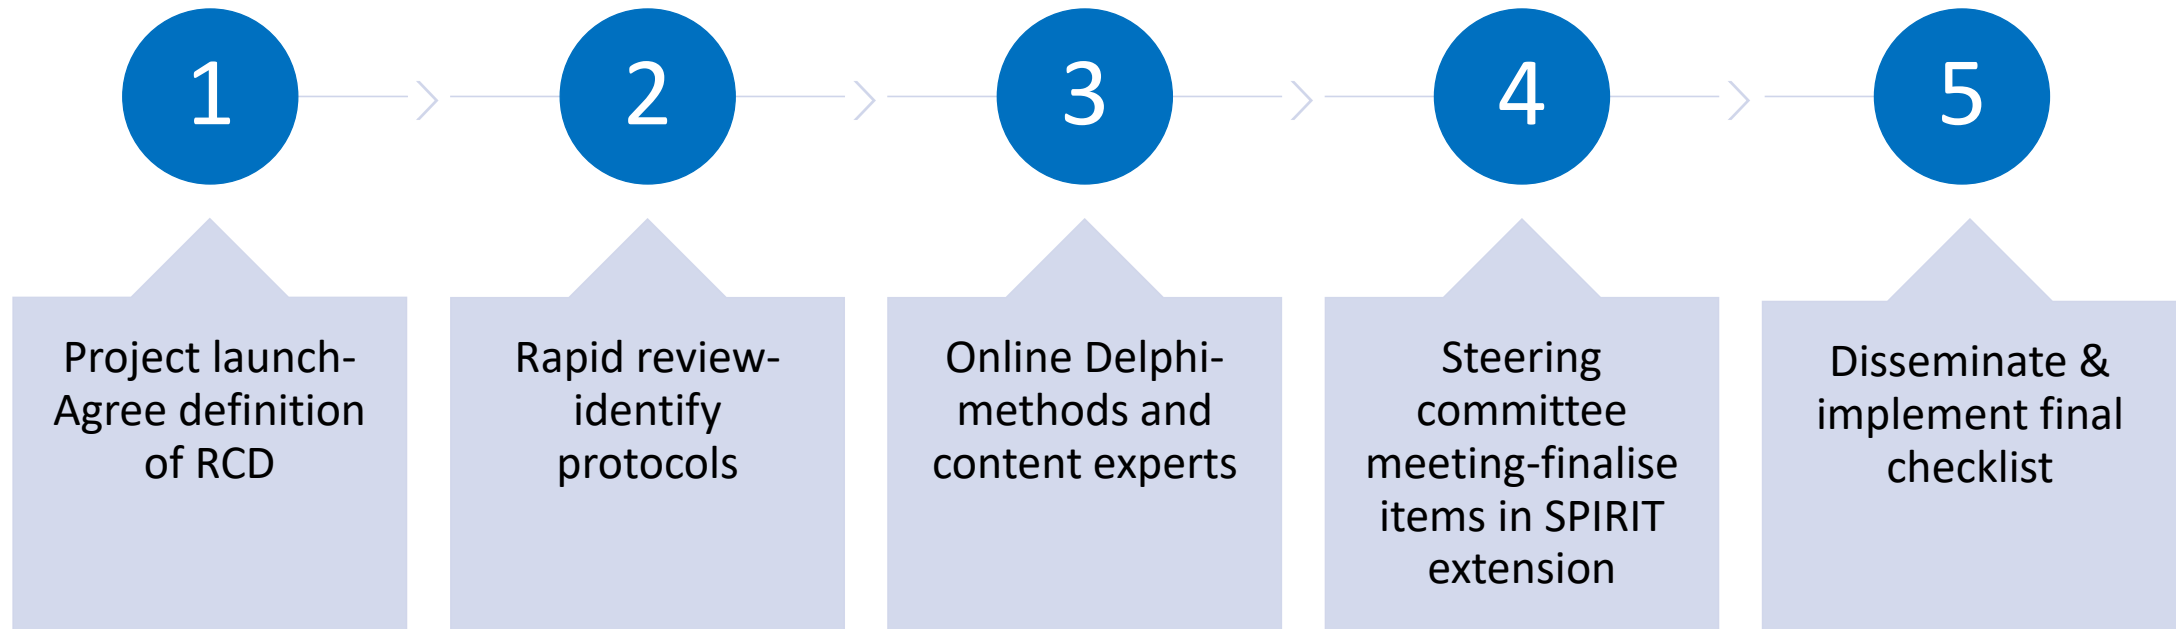 1
2
3
4
5
Project launch-
Agree definition
of RCD
Rapid review-
identify
protocols
Online Delphi-
methods and
content experts
Steering
committee
meeting-finalise
items in SPIRIT
extension
Disseminate &
implement final
checklist